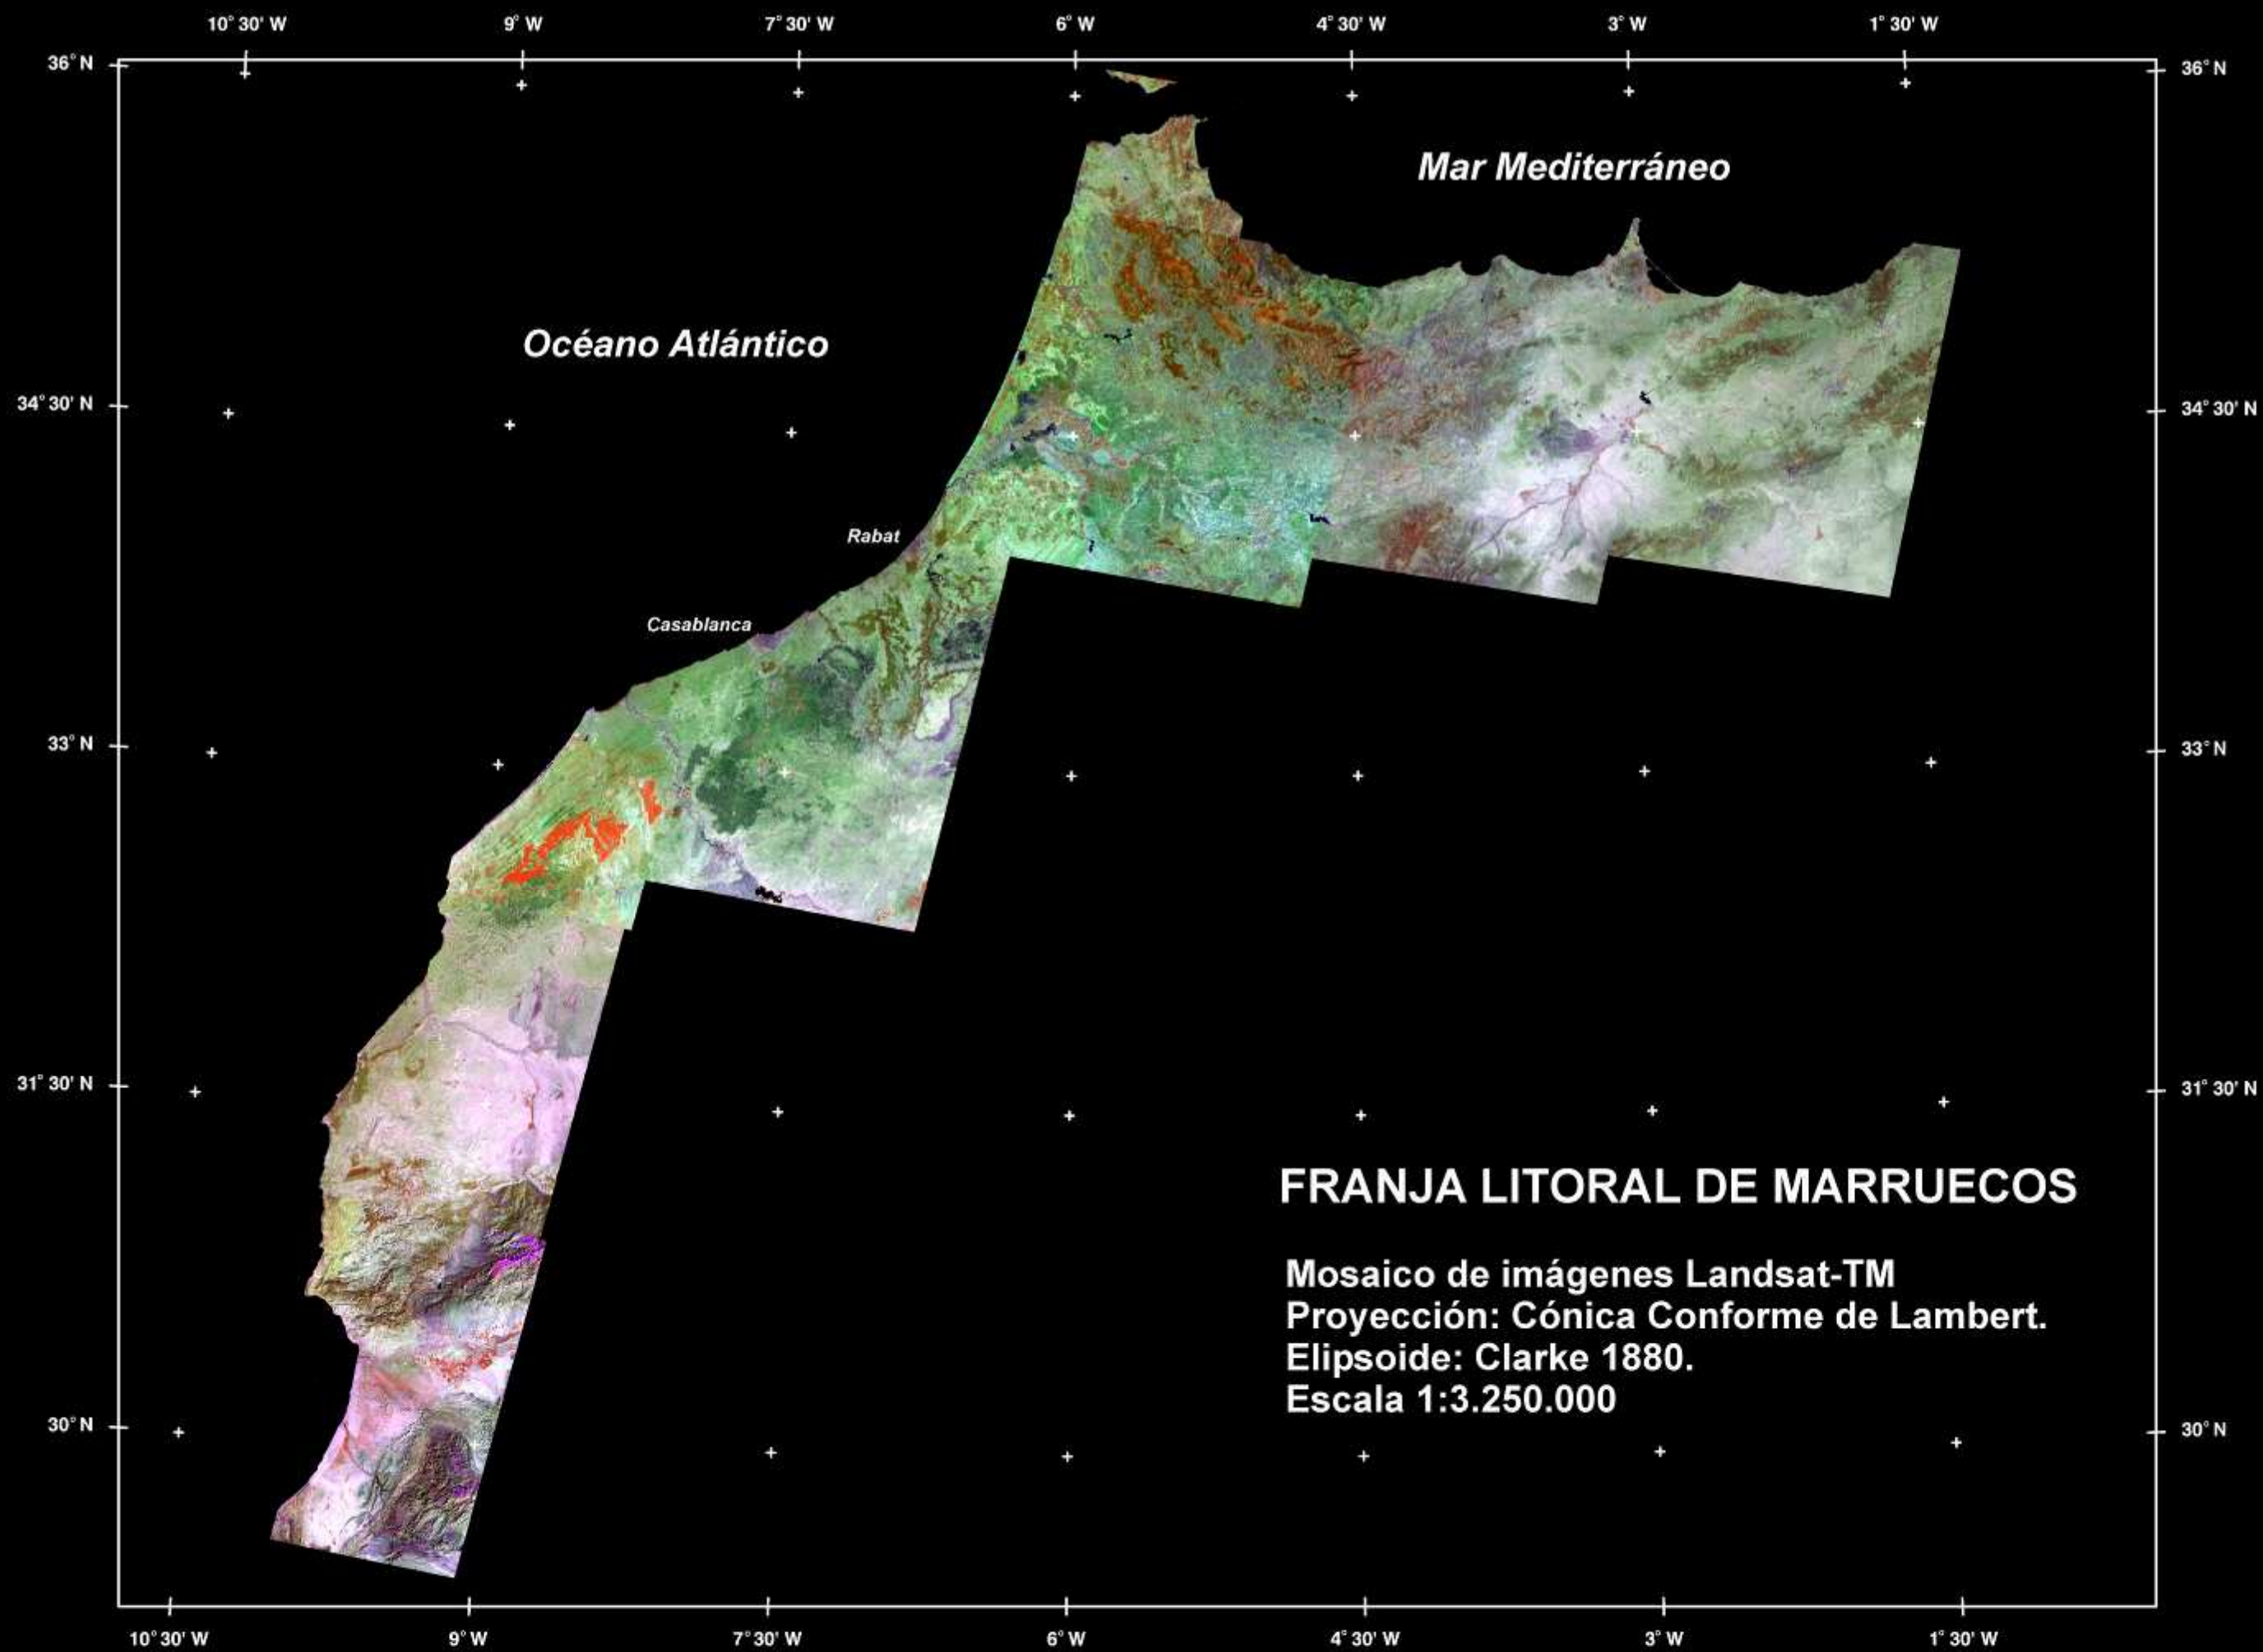 10° 30' W 9° W 7° 30' W 6° W 4° 30' W 3° W 1° 30' W
36° N 36° N
Mar Mediterráneo
Océano Atlántico
34° 30' N 34° 30' N
Rabat
Casablanca
33° N 33° N
31° 30' N 31° 30' N
FRANJA LITORAL DE MARRUECOS
Mosaico de imágenes Landsat-TM
Proyección: Cónica Conforme de Lambert.
Elipsoide: Clarke 1880.
Escala 1:3.250.000
30° N 30° N
10° 30' W 9° W 7° 30' W 6° W 4° 30' W 3° W 1° 30' W